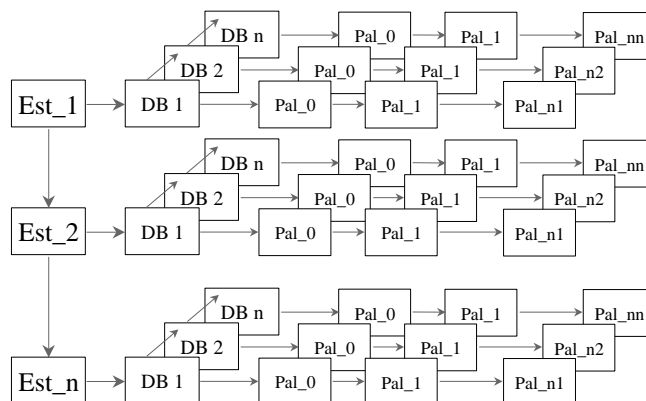 DB n Pal_0 Pal_1 Pal_nn
DB 2 Pal_0 Pal_1 Pal_n2
Est_1 DB 1 Pal_0 Pal_1 Pal_n1
DB n Pal_0 Pal_1 Pal_nn
DB 2 Pal_0 Pal_1 Pal_n2
Est_2 DB 1 Pal_0 Pal_1 Pal_n1
DB n Pal_0 Pal_1 Pal_nn
DB 2 Pal_0 Pal_1 Pal_n2
Est_n DB 1 Pal_0 Pal_1 Pal_n1